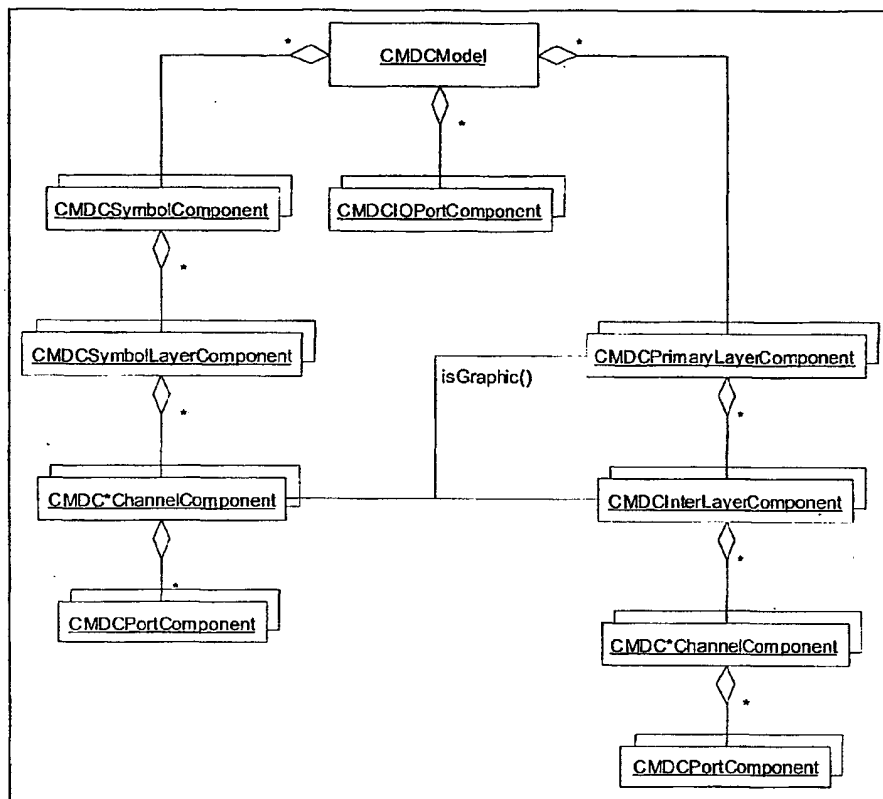 * CMDCModel *
*
CMDCSymbolComponent CMDCIOPortComponent
*
CMDCSymbolLayerComponent CMDCPrimaryLayerComponent
isGraphic()
* *
CMDC*ChannelComponent CMDCInterLayerComponent
* *
CMDCPortComponent CMDC*ChannelComponent
*
CMDCPortComponent